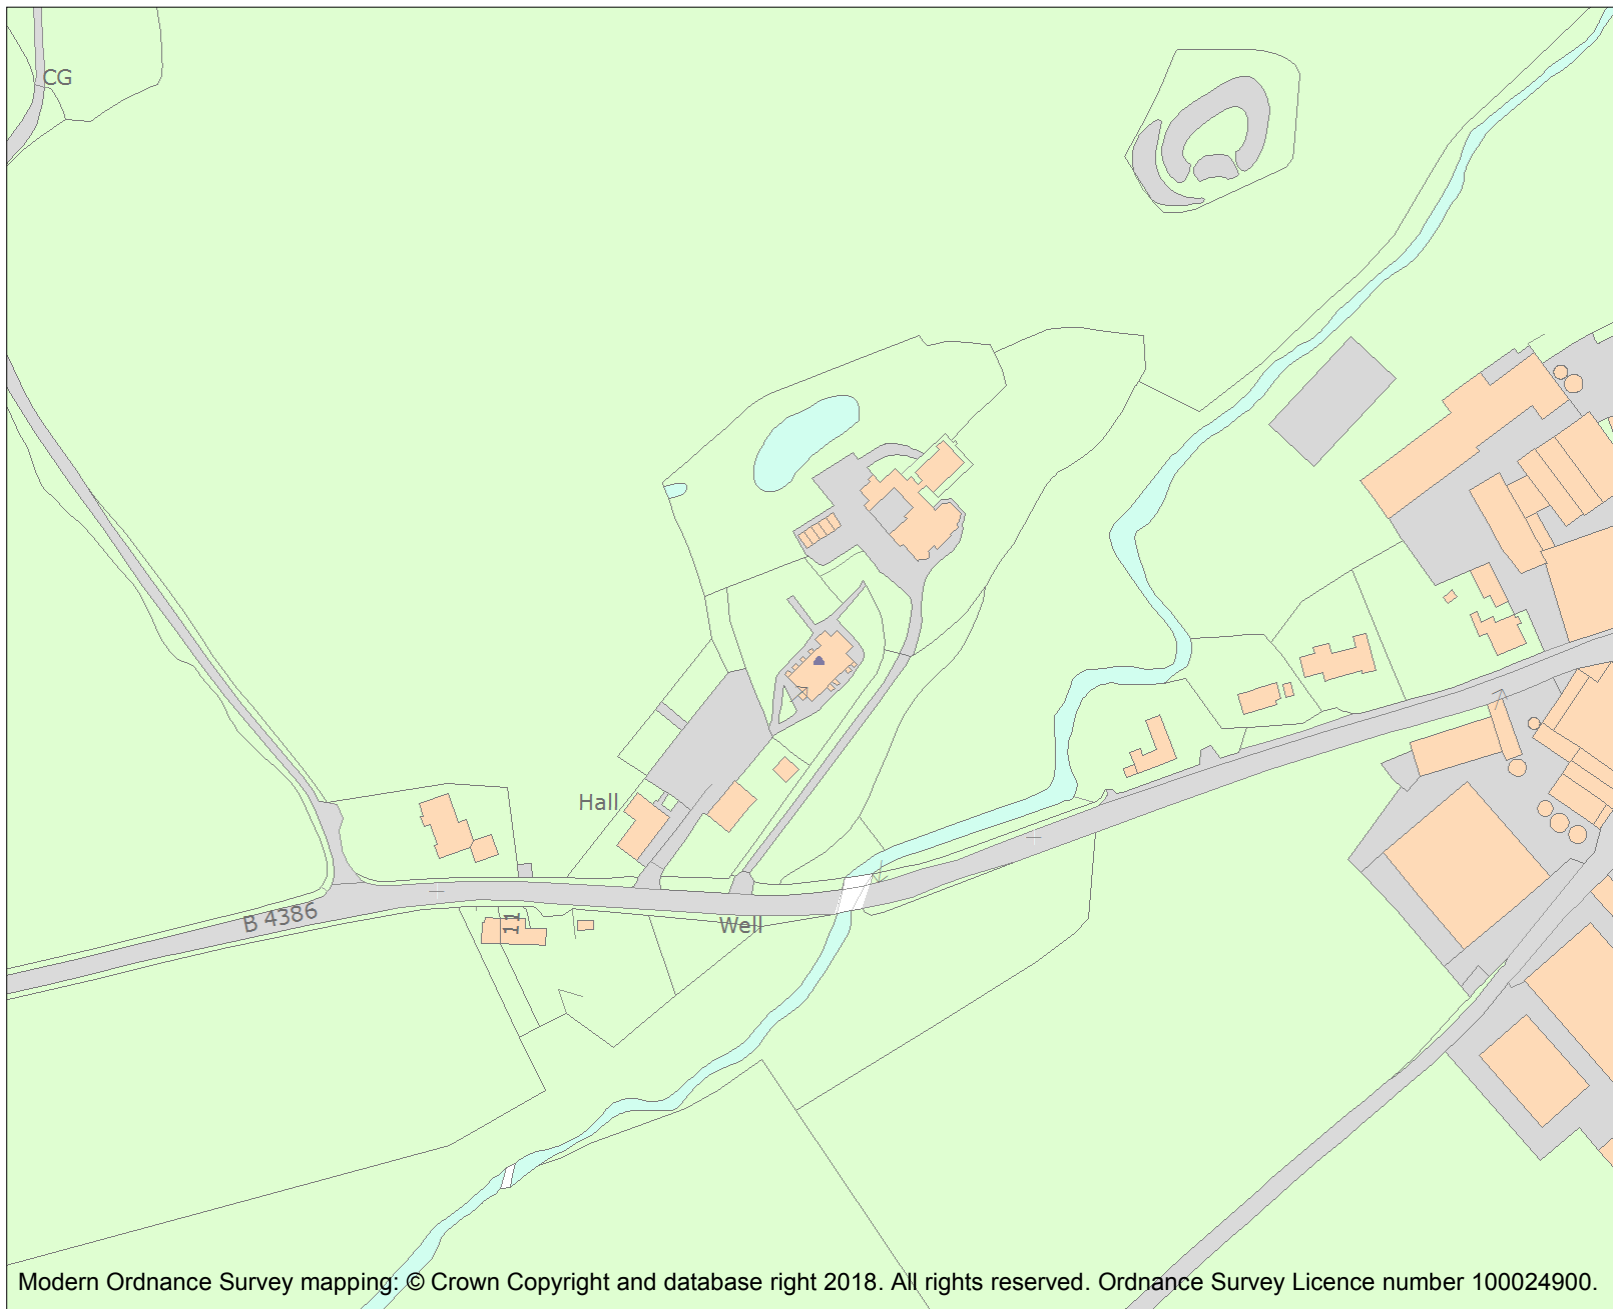 CG
Hall
B 4386
11
Well
Modern Ordnance Survey mapping: © Crown Copyright and database right 2018. All rights reserved. Ordnance Survey Licence number 100024900.